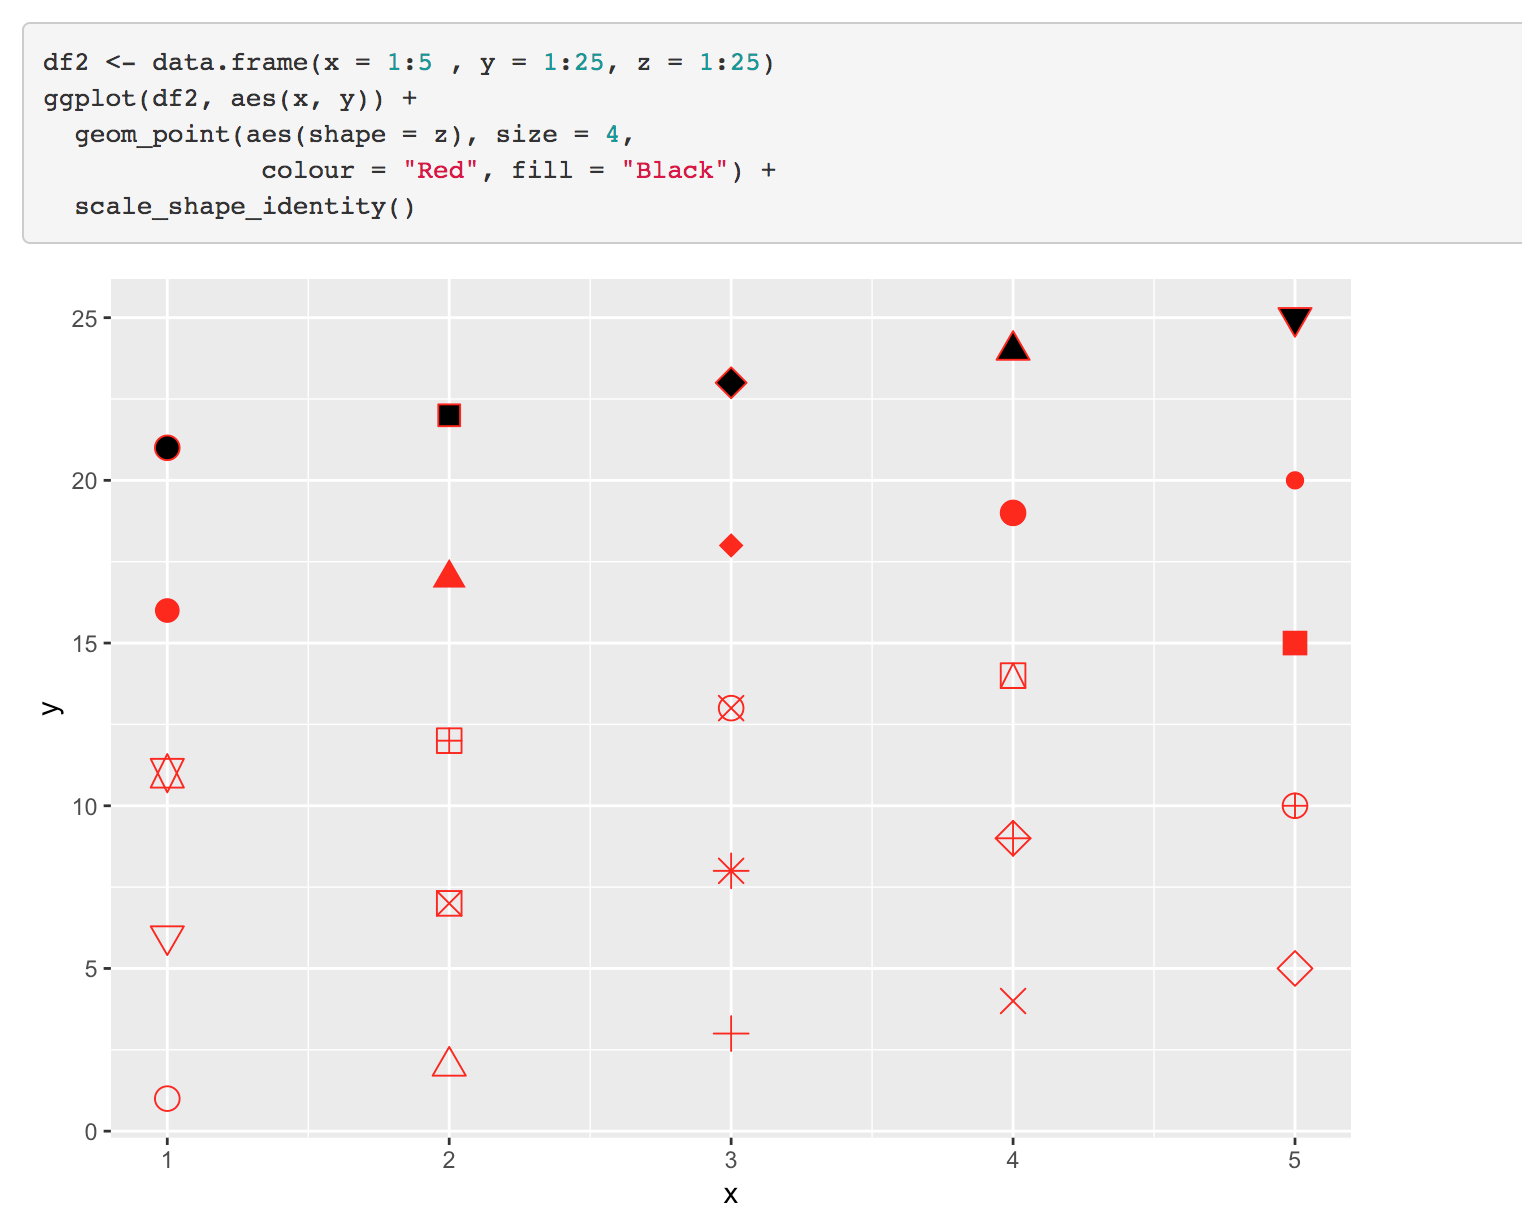 df2 <- data.frame(x = 1:5 , y = 1:25, z = 1:25)
ggplot(df2, aes(x, y)) +
  geom_point(aes(shape = z), size = 4,
              colour = "Red", fill = "Black") +
  scale_shape_identity()
25
20
15
y
10
5
0
1 2 3 4 5
x